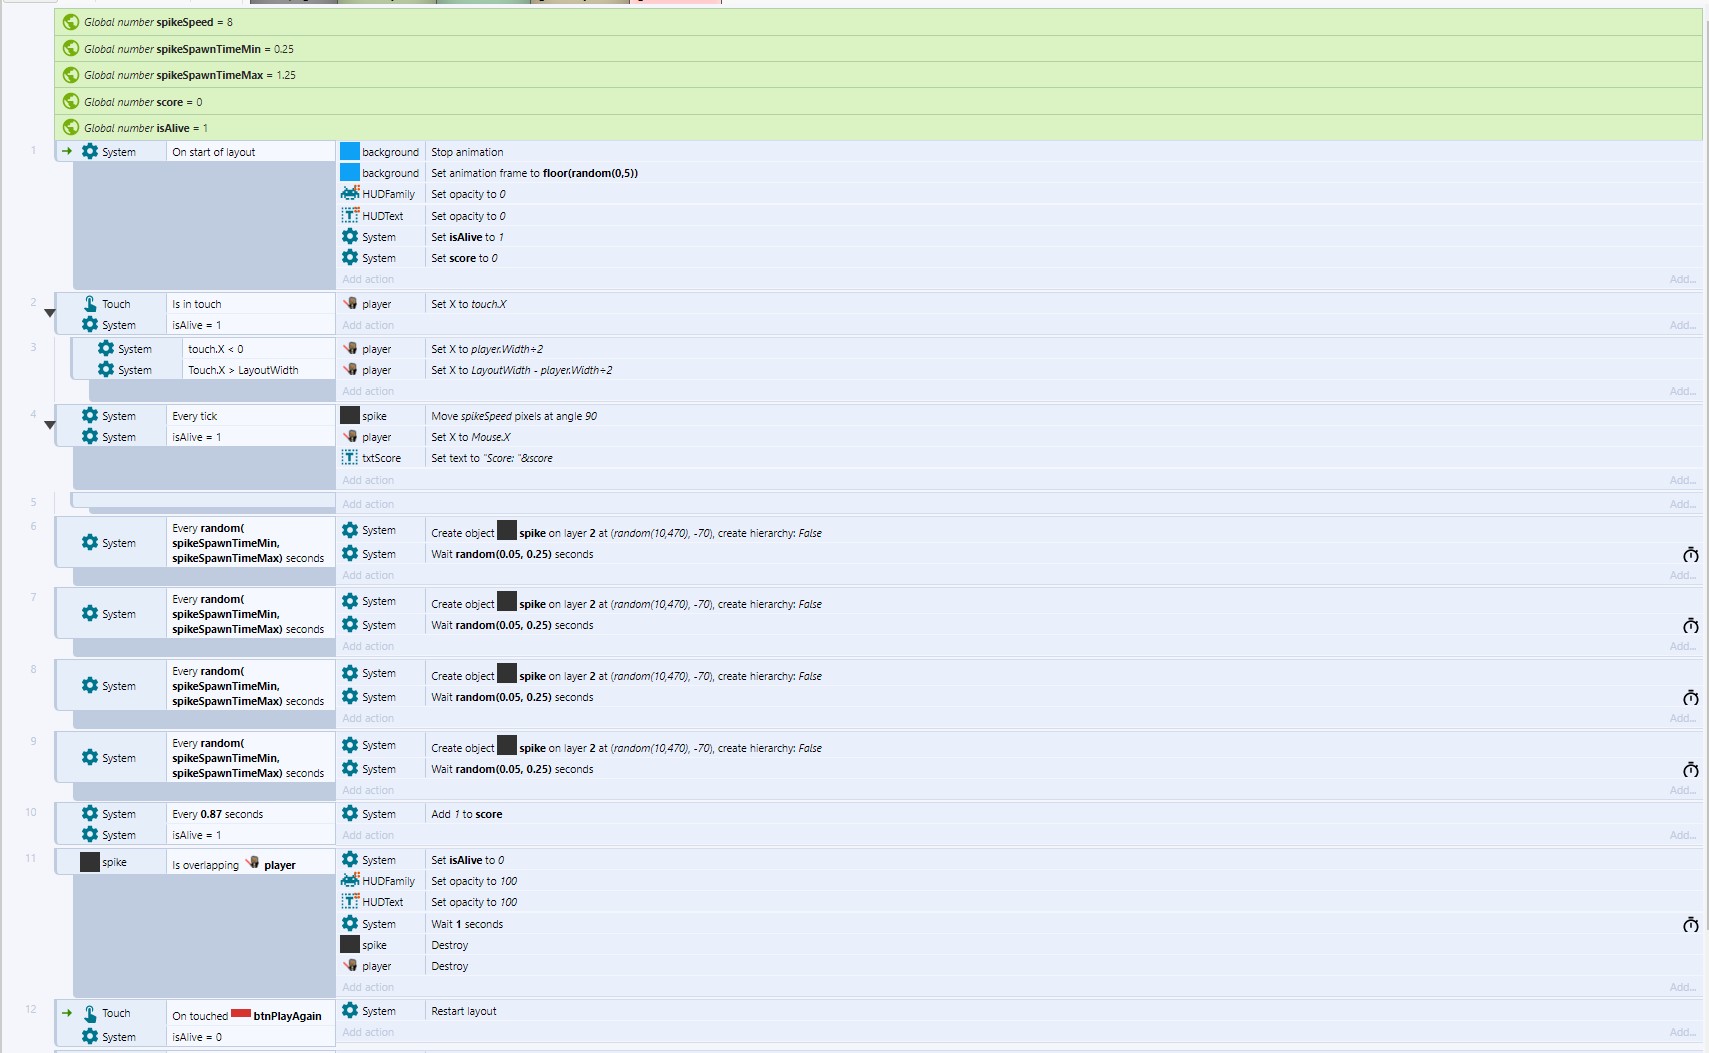 Global number spikeSpeed = 8
Global number spikeSpawnTimeMin = 0.25
Global number spikeSpawnTimeMax = 1.25
Global number score = 0
Global number isAlive = 1
1 System On start of layout background Stop animation
background Set animation frame to floor(random(0,5))
HUDFamily Set opacity to 0
HUDText Set opacity to 0
System Set isAlive to 1
System Set score to 0
Add action Add...
2 Touch Is in touch player Set X to touch.X
System isAlive = 1 Add action Add...
3 System touch.X < 0 player Set X to player.Width÷2
System Touch.X > LayoutWidth player Set X to LayoutWidth - player.Width÷2
Add action Add...
4 System Every tick spike Move spikeSpeed pixels at angle 90
System isAlive = 1 player Set X to Mouse.X
txtScore Set text to "Score: "&score
Add action Add...
5 Add action Add...
6 System Every random(
spikeSpawnTimeMin,
spikeSpawnTimeMax) seconds
System Create object spike on layer 2 at (random(10,470), -70), create hierarchy: False
System Wait random(0.05, 0.25) seconds
Add action Add...
7 System Every random(
spikeSpawnTimeMin,
spikeSpawnTimeMax) seconds
System Create object spike on layer 2 at (random(10,470), -70), create hierarchy: False
System Wait random(0.05, 0.25) seconds
Add action Add...
8 System Every random(
spikeSpawnTimeMin,
spikeSpawnTimeMax) seconds
System Create object spike on layer 2 at (random(10,470), -70), create hierarchy: False
System Wait random(0.05, 0.25) seconds
Add action Add...
9 System Every random(
spikeSpawnTimeMin,
spikeSpawnTimeMax) seconds
System Create object spike on layer 2 at (random(10,470), -70), create hierarchy: False
System Wait random(0.05, 0.25) seconds
Add action Add...
10 System Every 0.87 seconds System Add 1 to score
System isAlive = 1 Add action Add...
11 spike Is overlapping player System Set isAlive to 0
HUDFamily Set opacity to 100
HUDText Set opacity to 100
System Wait 1 seconds
spike Destroy
player Destroy
Add action Add...
12 Touch On touched btnPlayAgain System Restart layout
System isAlive = 0 Add action Add...